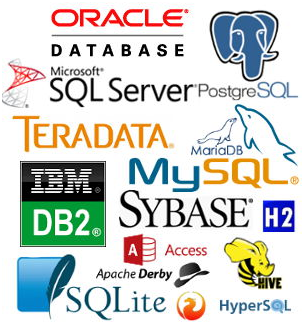 ORACLE
DATABASE
Microsoft®
SQL Server®
PostgreSQL
TERADATA®
MariaDB
MySQL®
IBM®
DB2®
SYBASE®
H2
A Access
Apache Derby
HIVE
SQLite
HyperSQL